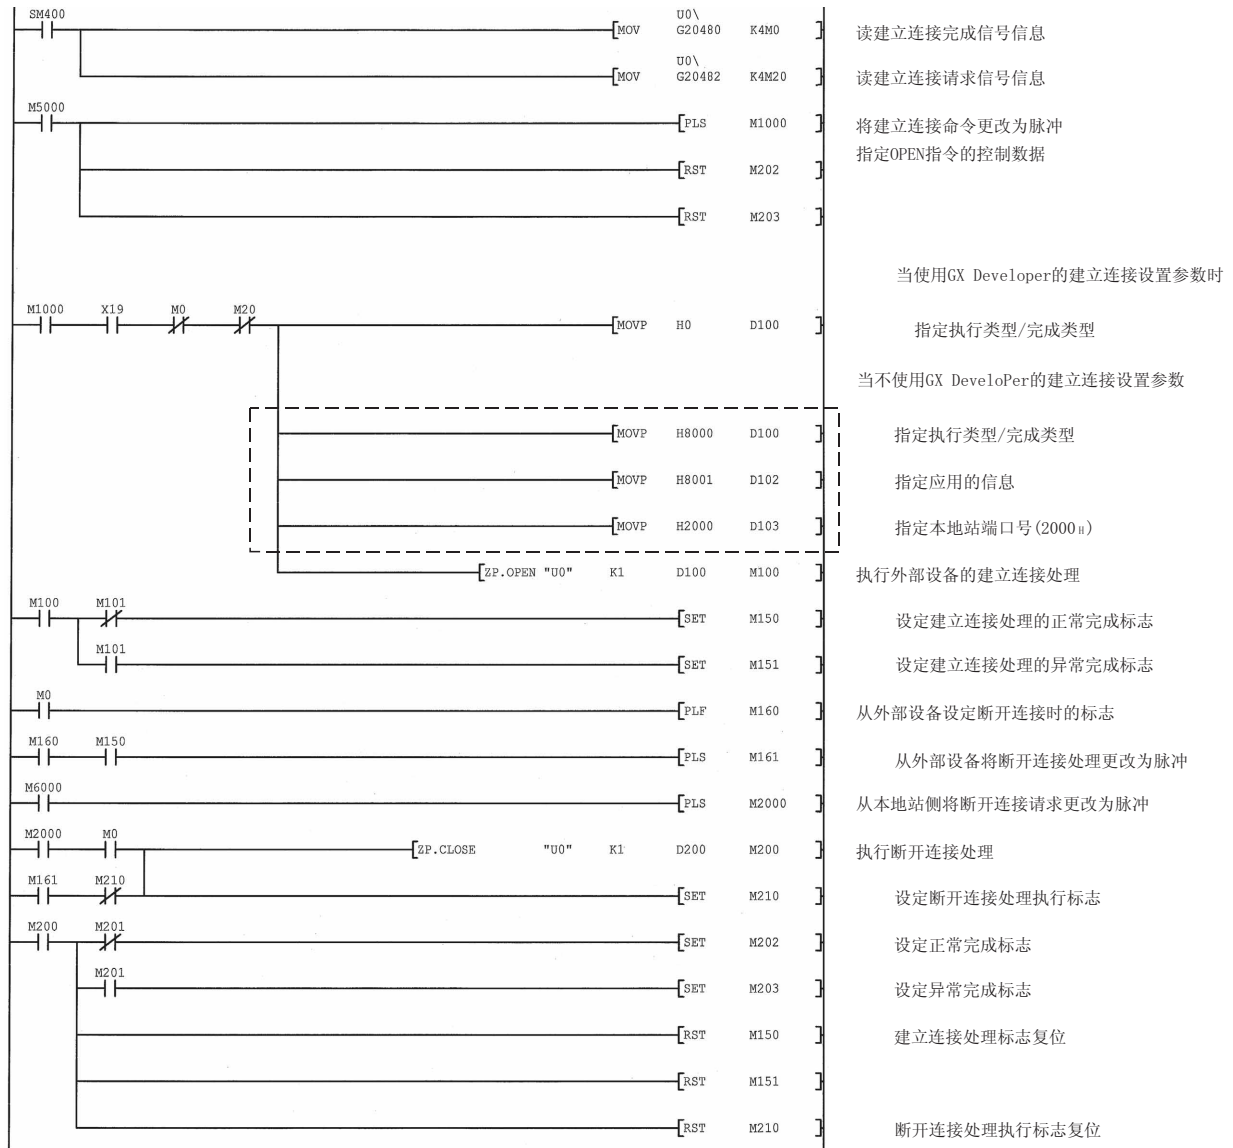 SM400
U0\
MOV G20480 K4M0 读建立连接完成信号信息
U0\
MOV G20482 K4M20 读建立连接请求信号信息
M5000
PLS M1000 将建立连接命令更改为脉冲
指定OPEN指令的控制数据
RST M202
RST M203
当使用GX Developer的建立连接设置参数时
M1000 X19 M0 M20
MOVP H0 D100 指定执行类型/完成类型
当不使用GX DeveloPer的建立连接设置参数
MOVP H8000 D100 指定执行类型/完成类型
MOVP H8001 D102 指定应用的信息
MOVP H2000 D103 指定本地站端口号(2000H)
ZP.OPEN "U0" K1 D100 M100 执行外部设备的建立连接处理
M100 M101
SET M150 设定建立连接处理的正常完成标志
M101
SET M151 设定建立连接处理的异常完成标志
M0
PLF M160 从外部设备设定断开连接时的标志
M160 M150
PLS M161 从外部设备将断开连接处理更改为脉冲
M6000
PLS M2000 从本地站侧将断开连接请求更改为脉冲
M2000 M0
ZP.CLOSE "U0" K1 D200 M200 执行断开连接处理
M161 M210
SET M210 设定断开连接处理执行标志
M200 M201
SET M202 设定正常完成标志
M201
SET M203 设定异常完成标志
RST M150 建立连接处理标志复位
RST M151
RST M210 断开连接处理执行标志复位